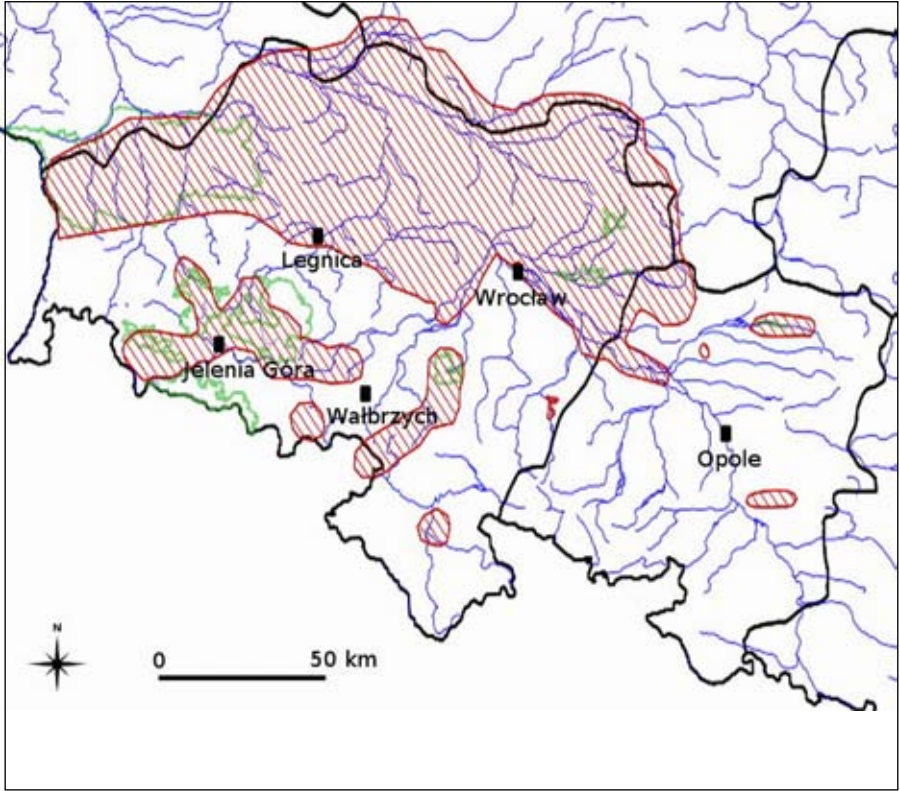 Legnica
Wrocław
Jelenia Góra
Wałbrzych
Opole
N
0 50 km